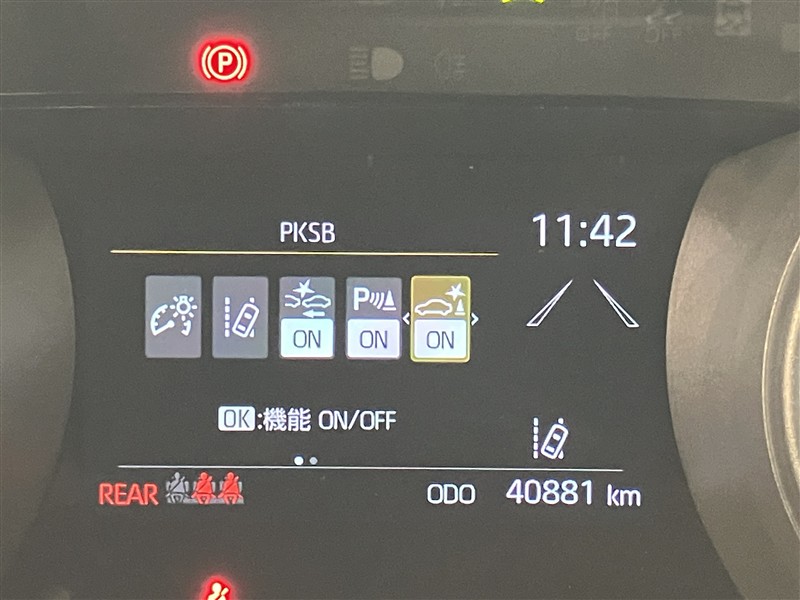 P
PKSB
11:42
P
ON ON ON
OK:機能 ON/OFF
REAR
ODO 40881 km